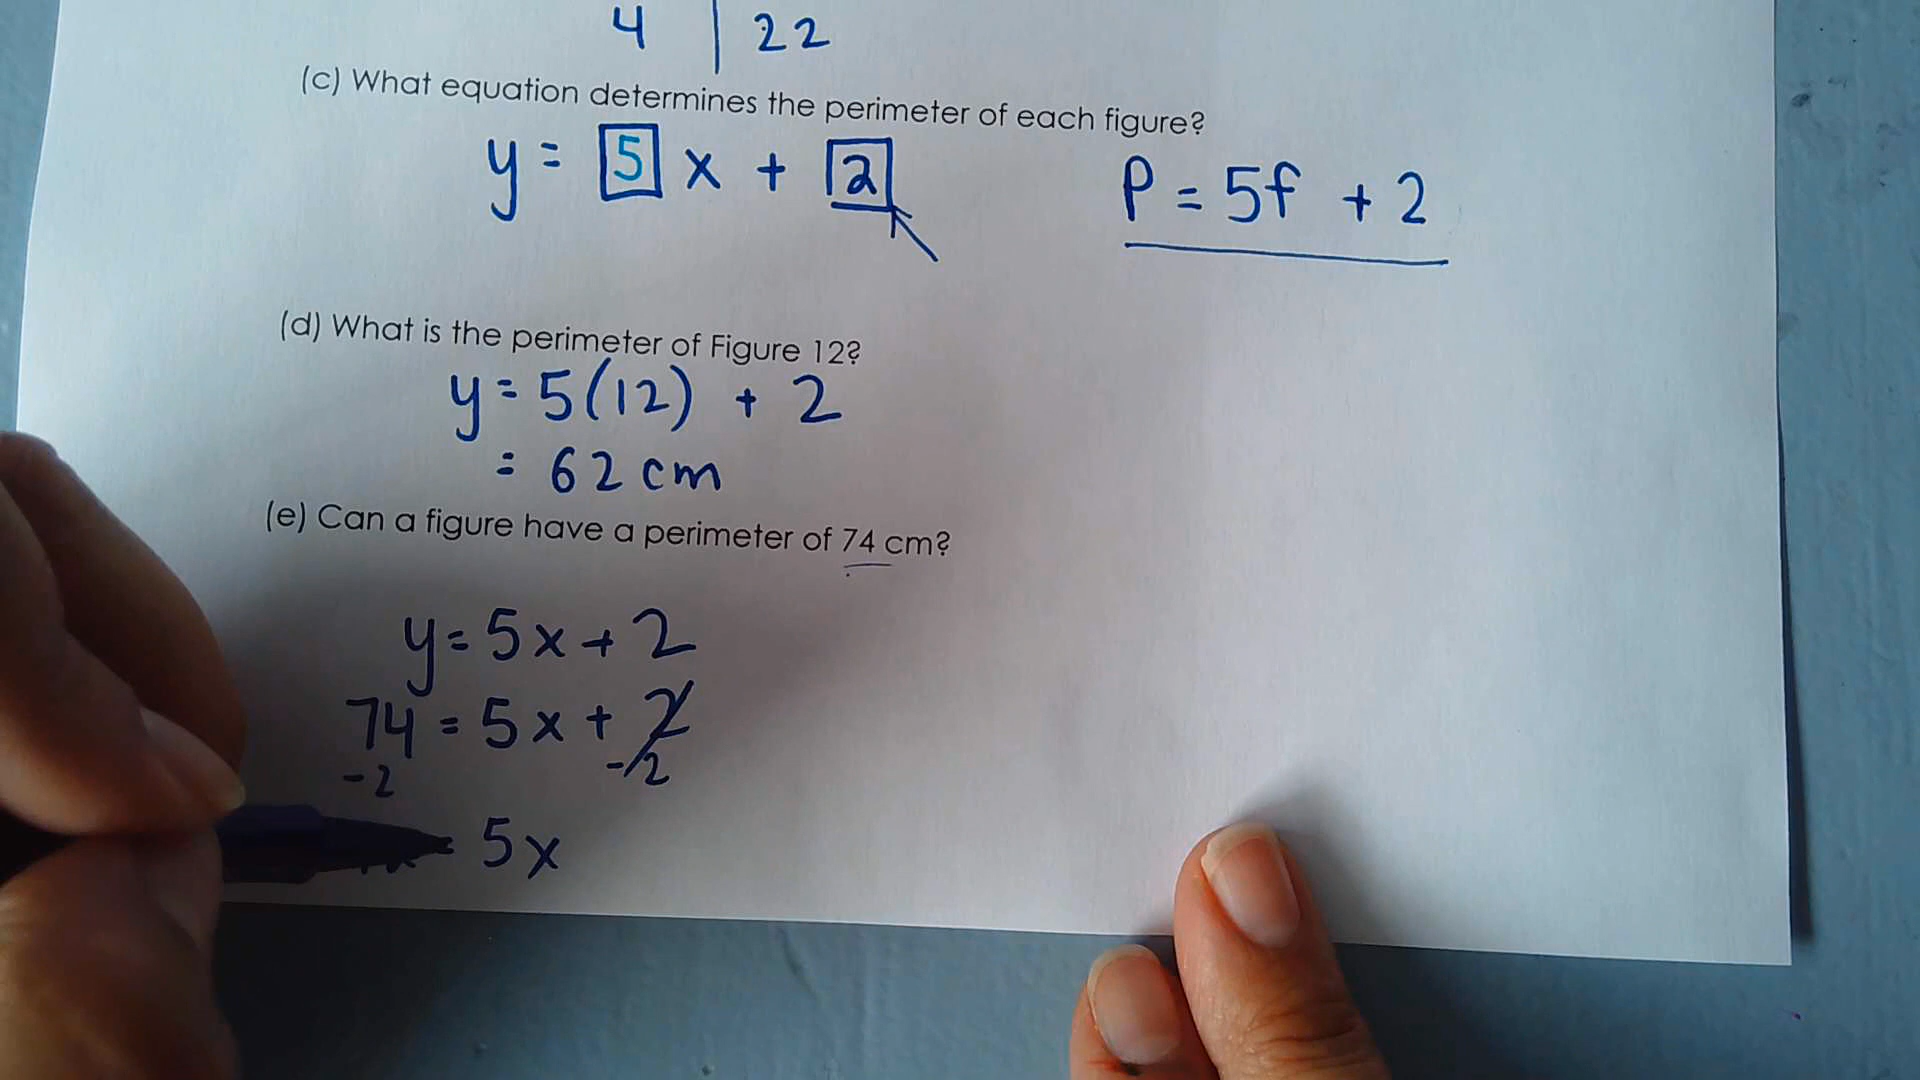 4 | 22
(c) What equation determines the perimeter of each figure?
y = 5 x + 2
P = 5f + 2
(d) What is the perimeter of Figure 12?
y = 5(12) + 2
= 62 cm
(e) Can a figure have a perimeter of 74 cm?
y = 5x + 2
74 = 5x + 2
-2 -2
= 5x